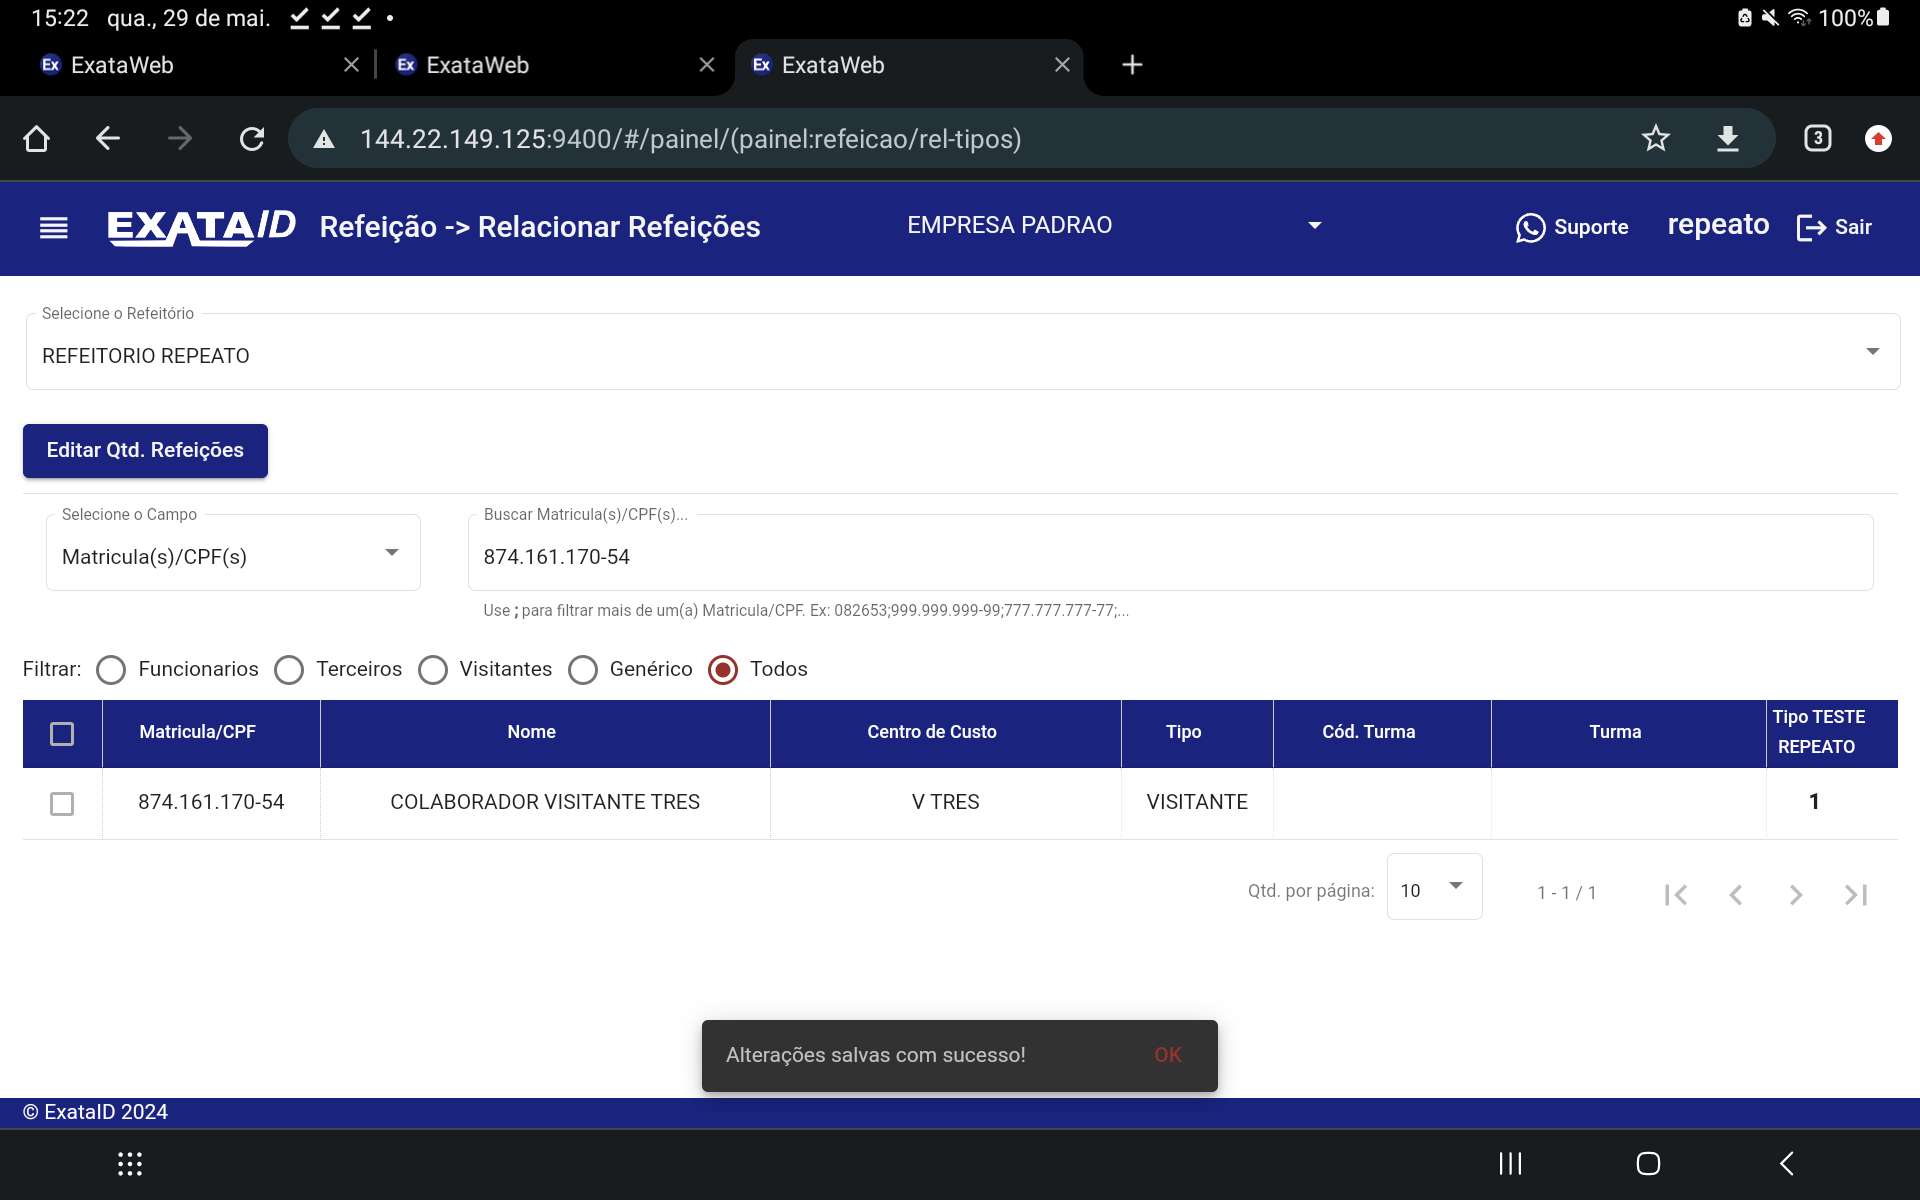 15:22 qua., 29 de mai. 100%
Ex ExataWeb Ex ExataWeb Ex ExataWeb
144.22.149.125:9400/#/painel/(painel:refeicao/rel-tipos) 3
EXATAID Refeição -> Relacionar Refeições EMPRESA PADRAO Suporte repeato Sair
Selecione o Refeitório
REFEITORIO REPEATO
Editar Qtd. Refeições
Selecione o Campo Buscar Matricula(s)/CPF(s)...
Matricula(s)/CPF(s) 874.161.170-54
Use ; para filtrar mais de um(a) Matricula/CPF. Ex: 082653;999.999.999-99;777.777.777-77;...
Filtrar: Funcionarios Terceiros Visitantes Genérico Todos
Matricula/CPF Nome Centro de Custo Tipo Cód. Turma Turma Tipo TESTE
REPEATO
874.161.170-54 COLABORADOR VISITANTE TRES V TRES VISITANTE 1
Qtd. por página: 10 1 - 1 / 1
Alterações salvas com sucesso! OK
© ExataID 2024